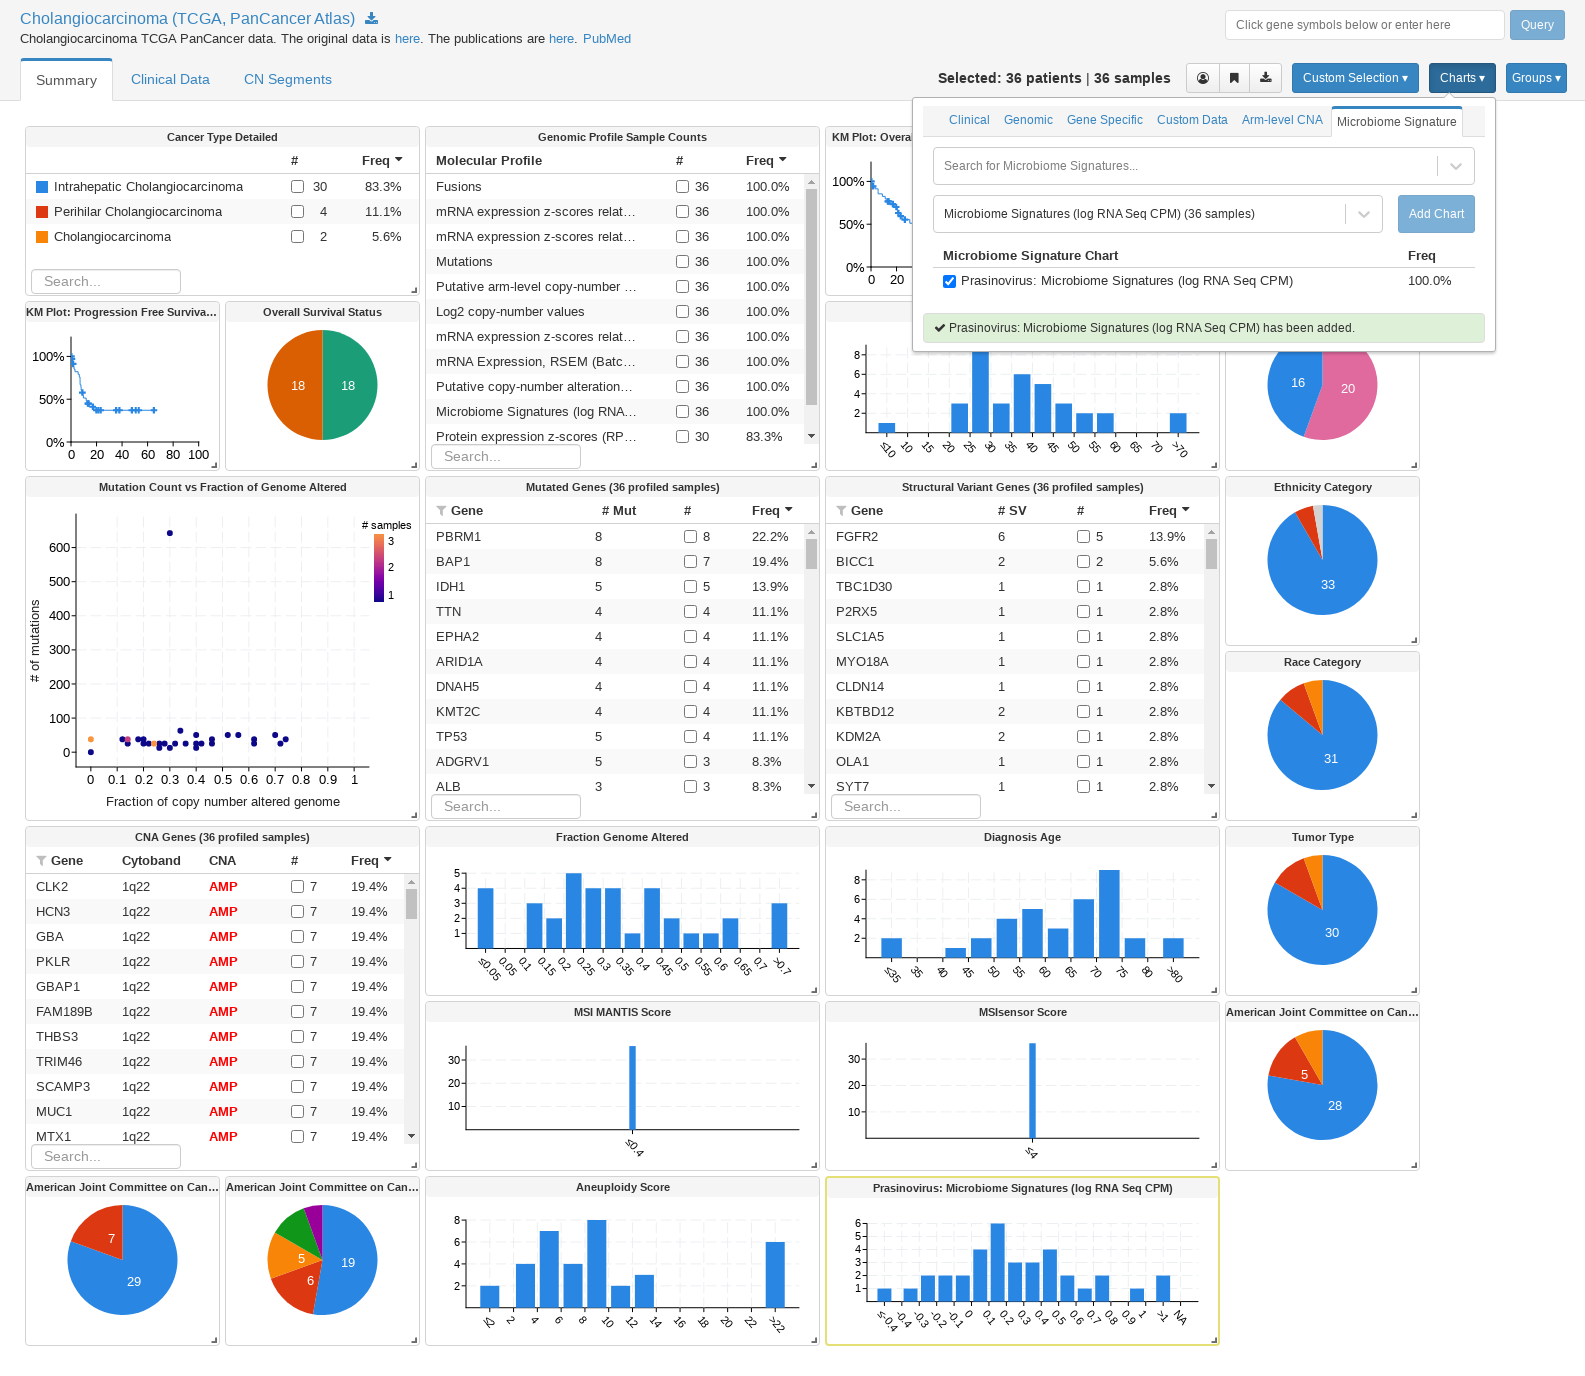 Cholangiocarcinoma (TCGA, PanCancer Atlas)
Cholangiocarcinoma TCGA PanCancer data. The original data is here. The publications are here. PubMed
Click gene symbols below or enter here
Query
Summary
Clinical Data
CN Segments
Selected: 36 patients | 36 samples
Custom Selection ▾
Charts ▾
Groups ▾
Clinical
Genomic
Gene Specific
Custom Data
Arm-level CNA
Microbiome Signature
Search for Microbiome Signatures...
Microbiome Signatures (log RNA Seq CPM) (36 samples)
Add Chart
Microbiome Signature Chart Freq
Prasinovirus: Microbiome Signatures (log RNA Seq CPM) 100.0%
Prasinovirus: Microbiome Signatures (log RNA Seq CPM) has been added.
Cancer Type Detailed
# Freq
Intrahepatic Cholangiocarcinoma 30 83.3%
Perihilar Cholangiocarcinoma 4 11.1%
Cholangiocarcinoma 2 5.6%
Search...
Genomic Profile Sample Counts
Molecular Profile # Freq
Fusions 36 100.0%
mRNA expression z-scores relat… 36 100.0%
mRNA expression z-scores relat… 36 100.0%
Mutations 36 100.0%
Putative arm-level copy-number … 36 100.0%
Log2 copy-number values 36 100.0%
mRNA expression z-scores relat… 36 100.0%
mRNA Expression, RSEM (Batc… 36 100.0%
Putative copy-number alteration… 36 100.0%
Microbiome Signatures (log RNA… 36 100.0%
Protein expression z-scores (RP… 30 83.3%
Search...
KM Plot: Overal
100%
50%
0%
0 20
KM Plot: Progression Free Surviva…
100%
50%
0%
0 20 40 60 80 100
Overall Survival Status
18 18
8
6
4
2
≤10 10 15 20 25 30 35 40 45 50 55 60 65 70 >70
16 20
Mutation Count vs Fraction of Genome Altered
# samples
3
2
1
# of mutations
600
500
400
300
200
100
0
0 0.1 0.2 0.3 0.4 0.5 0.6 0.7 0.8 0.9 1
Fraction of copy number altered genome
Mutated Genes (36 profiled samples)
Gene # Mut # Freq
PBRM1 8 8 22.2%
BAP1 8 7 19.4%
IDH1 5 5 13.9%
TTN 4 4 11.1%
EPHA2 4 4 11.1%
ARID1A 4 4 11.1%
DNAH5 4 4 11.1%
KMT2C 4 4 11.1%
TP53 5 4 11.1%
ADGRV1 5 3 8.3%
ALB 3 3 8.3%
Search...
Structural Variant Genes (36 profiled samples)
Gene # SV # Freq
FGFR2 6 5 13.9%
BICC1 2 2 5.6%
TBC1D30 1 1 2.8%
P2RX5 1 1 2.8%
SLC1A5 1 1 2.8%
MYO18A 1 1 2.8%
CLDN14 1 1 2.8%
KBTBD12 2 1 2.8%
KDM2A 2 1 2.8%
OLA1 1 1 2.8%
SYT7 1 1 2.8%
Search...
Ethnicity Category
33
Race Category
31
CNA Genes (36 profiled samples)
Gene Cytoband CNA # Freq
CLK2 1q22 AMP 7 19.4%
HCN3 1q22 AMP 7 19.4%
GBA 1q22 AMP 7 19.4%
PKLR 1q22 AMP 7 19.4%
GBAP1 1q22 AMP 7 19.4%
FAM189B 1q22 AMP 7 19.4%
THBS3 1q22 AMP 7 19.4%
TRIM46 1q22 AMP 7 19.4%
SCAMP3 1q22 AMP 7 19.4%
MUC1 1q22 AMP 7 19.4%
MTX1 1q22 AMP 7 19.4%
Search...
Fraction Genome Altered
5
4
3
2
1
≤0.05 0.05 0.1 0.15 0.2 0.25 0.3 0.35 0.4 0.45 0.5 0.55 0.6 0.65 0.7 >0.7
Diagnosis Age
8
6
4
2
≤35 35 40 45 50 55 60 65 70 75 80 >80
Tumor Type
30
MSI MANTIS Score
30
20
10
≤0.4
MSIsensor Score
30
20
10
≤4
American Joint Committee on Can…
5
28
American Joint Committee on Can…
7
29
American Joint Committee on Can…
5 19
6
Aneuploidy Score
8
6
4
2
≤2 2 4 6 8 10 12 14 16 18 20 22 >22
Prasinovirus: Microbiome Signatures (log RNA Seq CPM)
6
5
4
3
2
1
≤-0.4 -0.4 -0.3 -0.2 -0.1 0 0.1 0.2 0.3 0.4 0.5 0.6 0.7 0.8 0.9 1 >1 NA